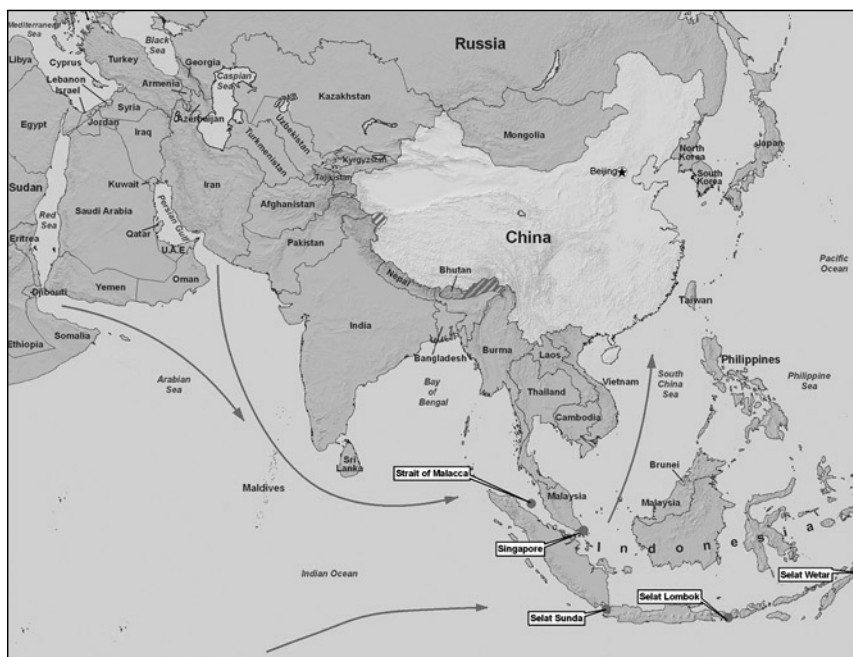 Mediterranean
Sea
Black
Sea
Russia
Libya
Cyprus
Turkey
Georgia
Lebanon
Israel
Armenia
Caspian
Sea
Kazakhstan
Syria
Azerbaijan
Uzbekistan
Mongolia
Egypt
Jordan
Iraq
Turkmenistan
Kyrgyzstan
Tajikistan
Beijing
North
Korea
South
Korea
Japan
Sudan
Kuwait
Iran
Afghanistan
Red
Sea
Saudi Arabia
Persian Gulf
Qatar
U.A.E.
Pakistan
China
Eritrea
Yemen
Oman
Nepal
Bhutan
Pacific
Ocean
Djibouti
Taiwan
Ethiopia
Somalia
India
Bangladesh
Burma
Laos
Arabian
Sea
Bay
of
Bengal
Thailand
Vietnam
South
China
Sea
Philippines
Philippine
Sea
Cambodia
Sri
Lanka
Maldives
Strait of Malacca
Malaysia
Brunei
Malaysia
Singapore
Indonesia
Indian Ocean
Selat Wetar
Selat Lombok
Selat Sunda